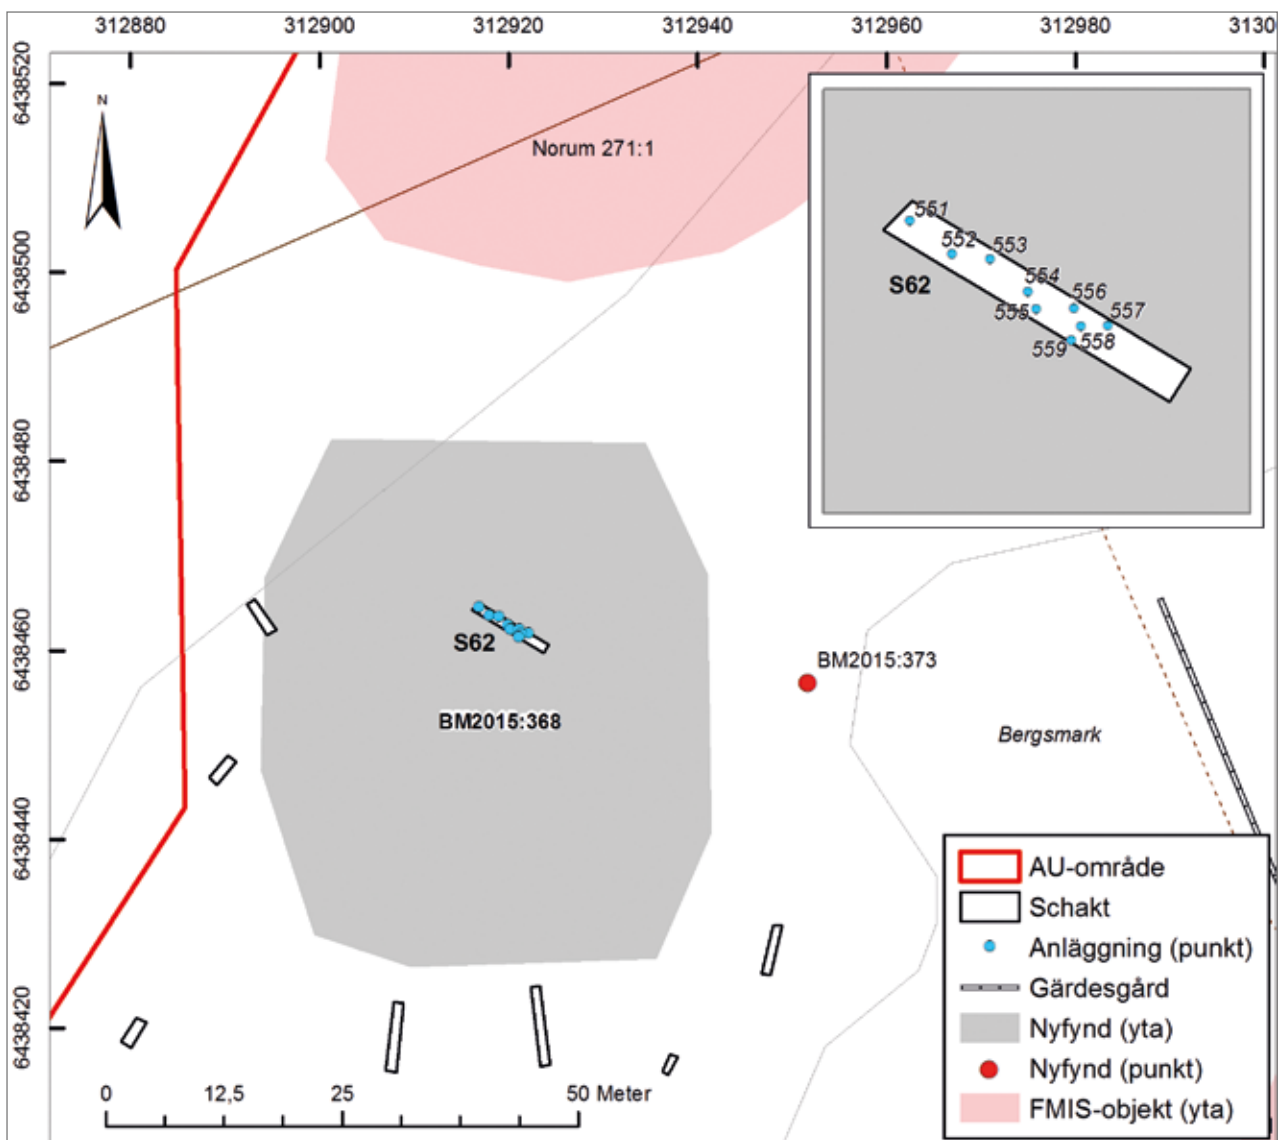 312880 312900 312920 312940 312960 312980 3130
6438520
6438500
6438480
6438460
6438440
6438420
N
Norum 271:1
551
552
553
554
555
556
557
558
559
S62
S62
BM2015:368
BM2015:373
Bergsmark
AU-område
Schakt
Anläggning (punkt)
Gärdesgård
Nyfynd (yta)
Nyfynd (punkt)
FMIS-objekt (yta)
0 12,5 25 50 Meter